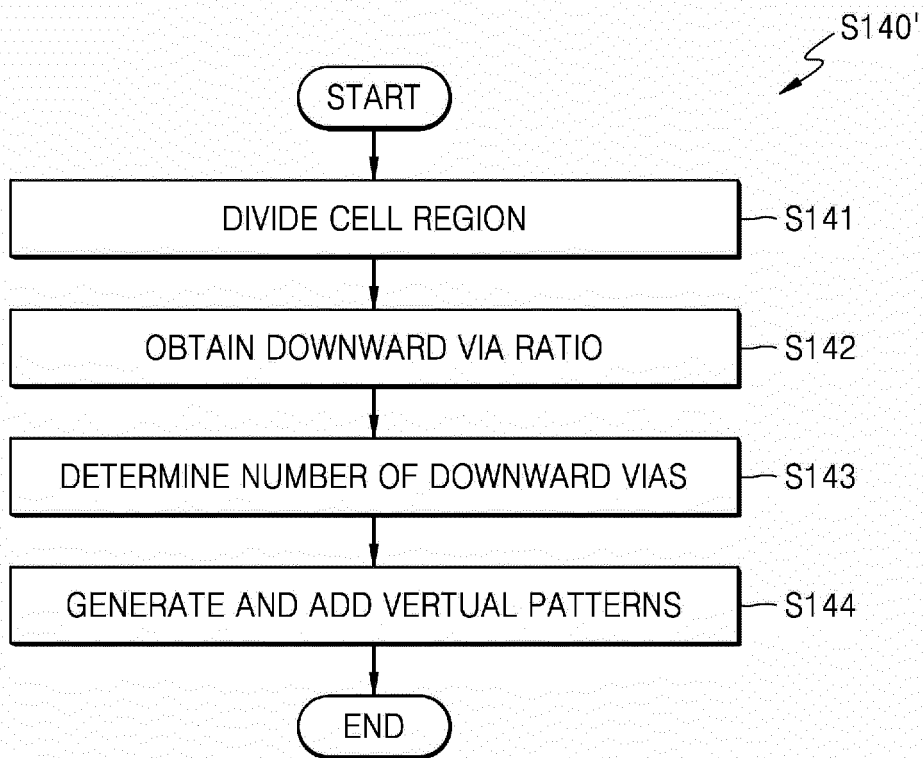 S140'
START
DIVIDE CELL REGION
S141
OBTAIN DOWNWARD VIA RATIO
S142
DETERMINE NUMBER OF DOWNWARD VIAS
S143
GENERATE AND ADD VERTUAL PATTERNS
S144
END